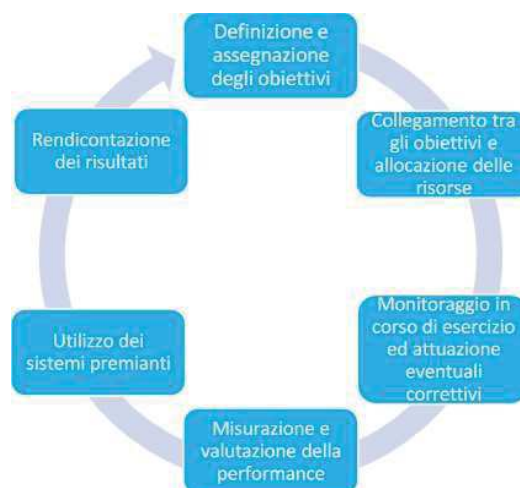 Definizione e
assegnazione
degli obiettivi
Collegamento tra
gli obiettivi e
allocazione delle
risorse
Monitoraggio in
corso di esercizio
ed attuazione
eventuali
correttivi
Misurazione e
valutazione della
performance
Utilizzo dei
sistemi premianti
Rendicontazione
dei risultati